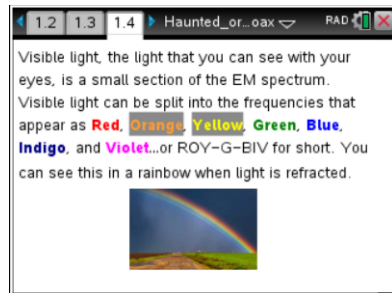 1.2 1.3 1.4 Haunted_or...oax RAD
Visible light, the light that you can see with your
eyes, is a small section of the EM spectrum.
Visible light can be split into the frequencies that
appear as Red, Orange, Yellow, Green, Blue,
Indigo, and Violet...or ROY-G-BIV for short. You
can see this in a rainbow when light is refracted.